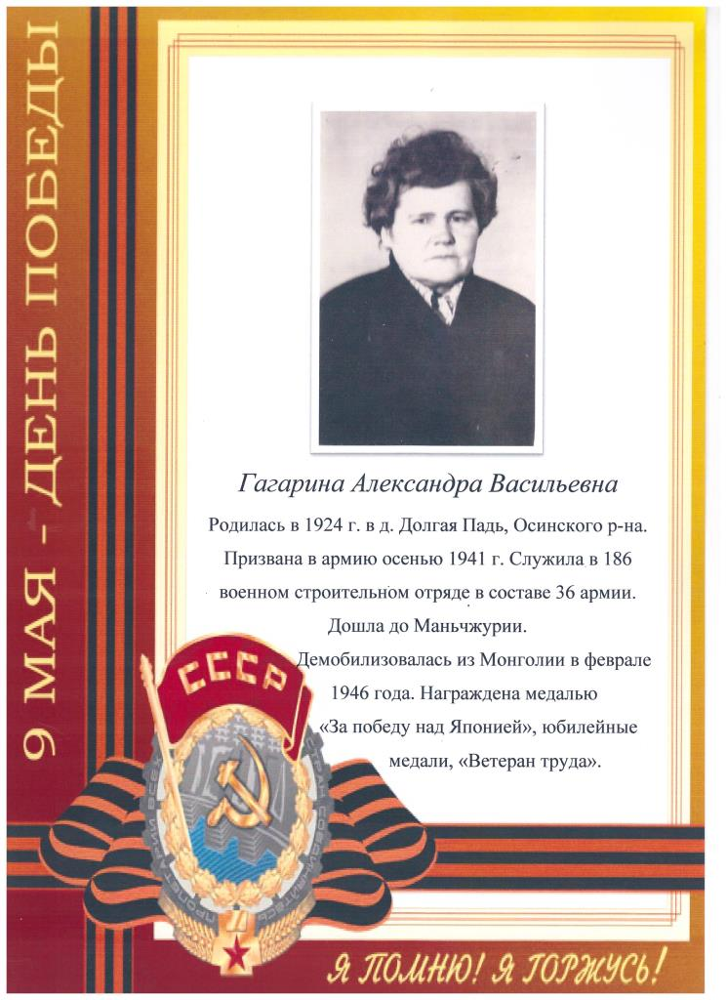 9 МАЯ - ДЕНЬ ПОБЕДЫ
Гагарина Александра Васильевна
Родилась в 1924 г. в д. Долгая Падь, Осинского р-на.
Призвана в армию осенью 1941 г. Служила в 186
военном строительном отряде в составе 36 армии.
Дошла до Маньчжурии.
Демобилизовалась из Монголии в феврале
1946 года. Награждена медалью
«За победу над Японией», юбилейные
медали, «Ветеран труда».
СССР
Я ПОМНЮ! Я ГОРЖУСЬ!